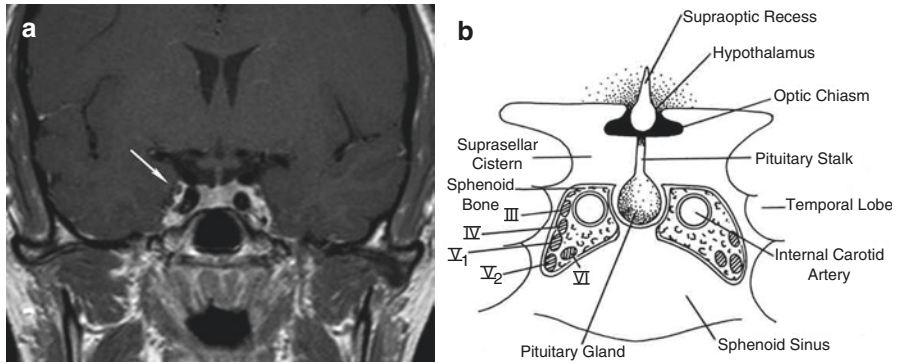 a
b
Supraoptic Recess
Hypothalamus
Optic Chiasm
Suprasellar
Cistern
Pituitary Stalk
Sphenoid
Bone
III
IV
V1
V2
VI
Temporal Lobe
Internal Carotid
Artery
Pituitary Gland
Sphenoid Sinus